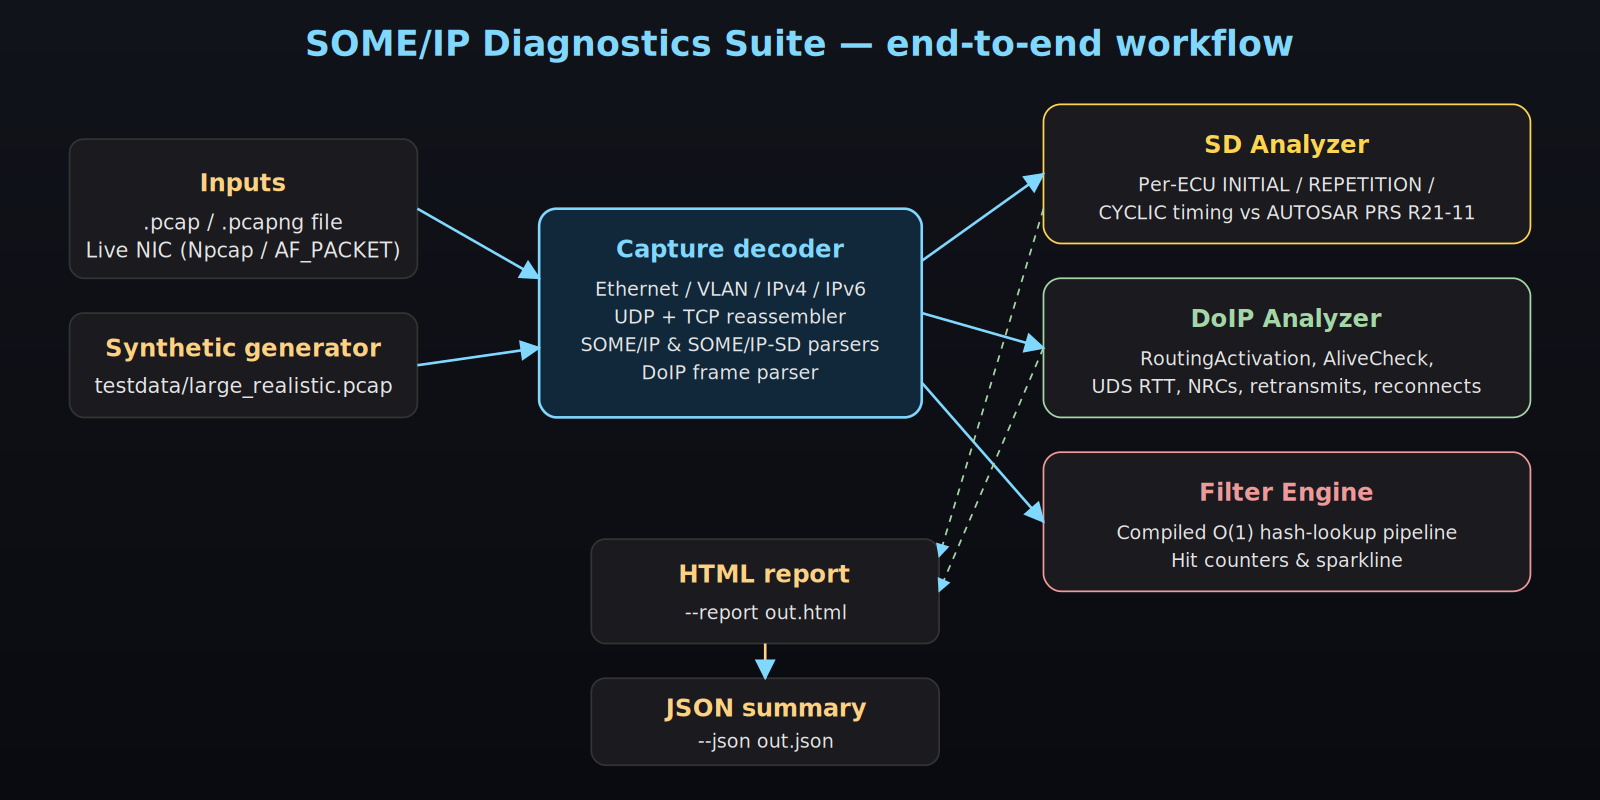 SOME/IP Diagnostics Suite — end-to-end workflow
Inputs
.pcap / .pcapng file
Live NIC (Npcap / AF_PACKET)
Synthetic generator
testdata/large_realistic.pcap
Capture decoder
Ethernet / VLAN / IPv4 / IPv6
UDP + TCP reassembler
SOME/IP & SOME/IP-SD parsers
DoIP frame parser
SD Analyzer
Per-ECU INITIAL / REPETITION /
CYCLIC timing vs AUTOSAR PRS R21-11
DoIP Analyzer
RoutingActivation, AliveCheck,
UDS RTT, NRCs, retransmits, reconnects
Filter Engine
Compiled O(1) hash-lookup pipeline
Hit counters & sparkline
HTML report
--report out.html
JSON summary
--json out.json